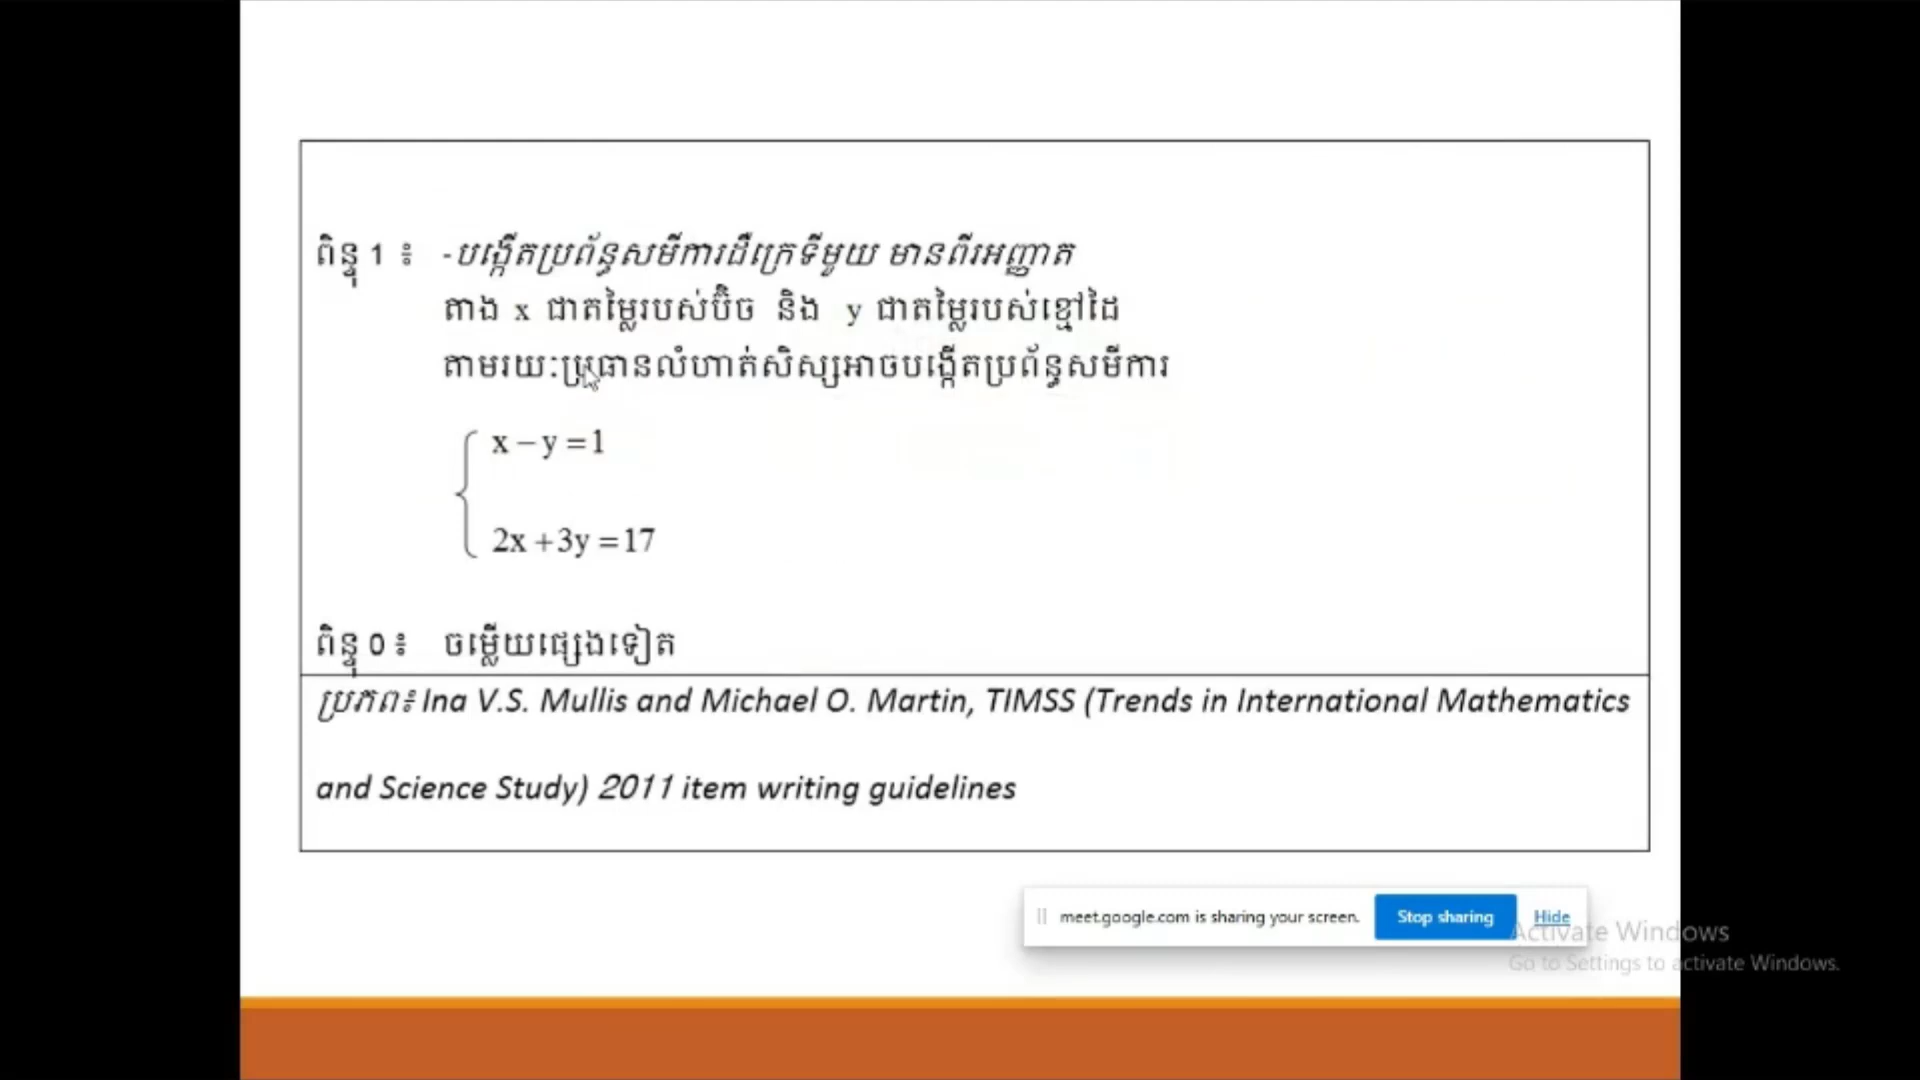 ពិន្ទុ 1 ៖ -បង្កើតប្រព័ន្ធសមីការដឺក្រេទីមួយ មានពីរអញ្ញាត
តាង x ជាតម្លៃរបស់ប៊ិច និង y ជាតម្លៃរបស់ខ្មៅដៃ
តាមរយៈប្រធានលំហាត់សិស្សអាចបង្កើតប្រព័ន្ធសមីការ
x − y = 1
2x + 3y = 17
ពិន្ទុ 0 ៖ ចម្លើយផ្សេងទៀត
ប្រភព៖ Ina V.S. Mullis and Michael O. Martin, TIMSS (Trends in International Mathematics
and Science Study) 2011 item writing guidelines
meet.google.com is sharing your screen. Stop sharing Hide
Activate Windows
Go to Settings to activate Windows.